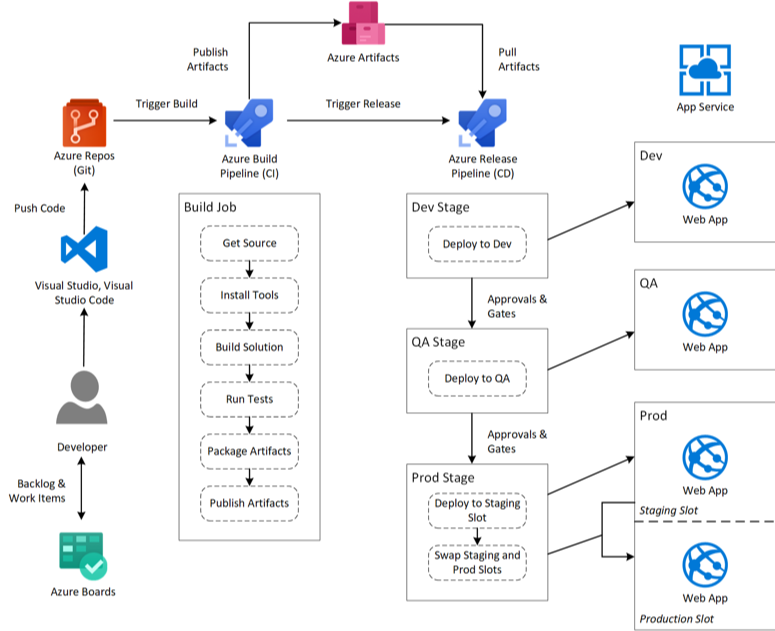 Publish
Artifacts
Azure Artifacts
Pull
Artifacts
App Service
Trigger Build
Trigger Release
Azure Repos
(Git)
Azure Build
Pipeline (CI)
Azure Release
Pipeline (CD)
Push Code
Visual Studio, Visual
Studio Code
Developer
Backlog &
Work Items
Azure Boards
Build Job
Get Source
Install Tools
Build Solution
Run Tests
Package Artifacts
Publish Artifacts
Dev Stage
Deploy to Dev
Approvals &
Gates
QA Stage
Deploy to QA
Approvals &
Gates
Prod Stage
Deploy to Staging
Slot
Swap Staging and
Prod Slots
Dev
Web App
QA
Web App
Prod
Web App
Staging Slot
Web App
Production Slot